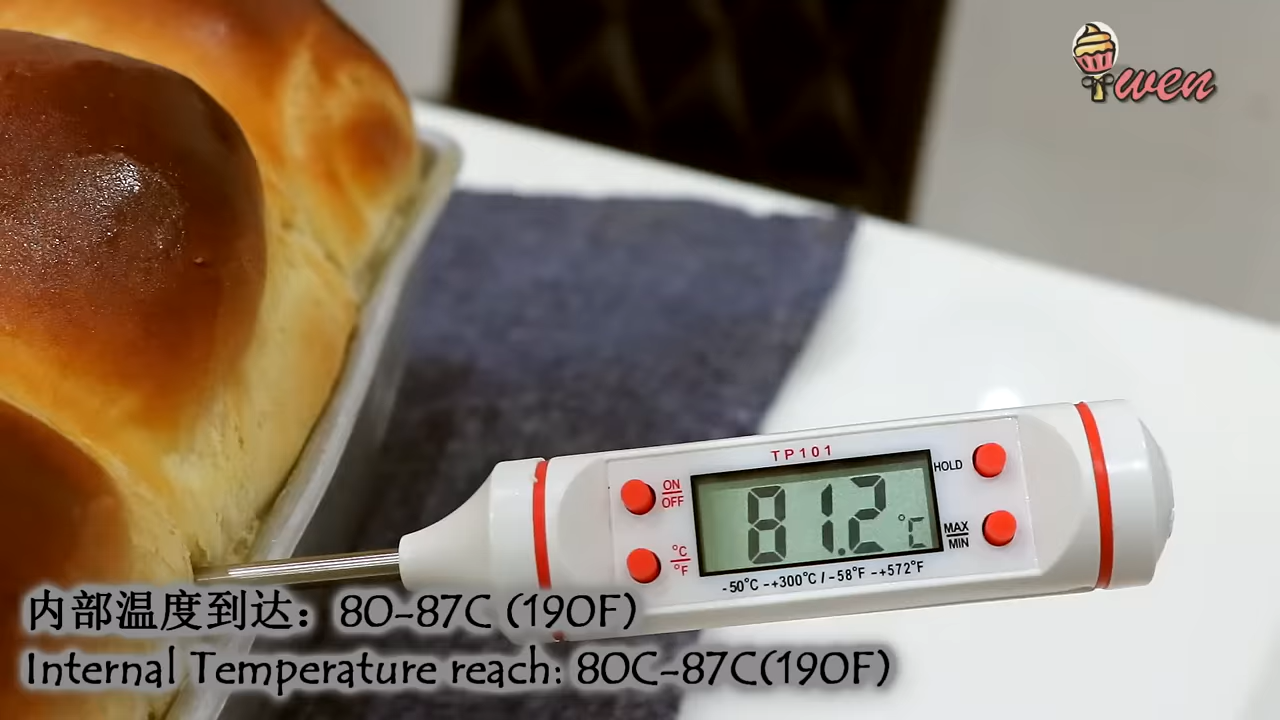 wen
TP101
ON
OFF
°C
°F
81.2 °C
HOLD
MAX
MIN
-50°C -+300°C / -58°F -+572°F
内部温度到达：80-87C (190F)
Internal Temperature reach: 80C-87C(190F)